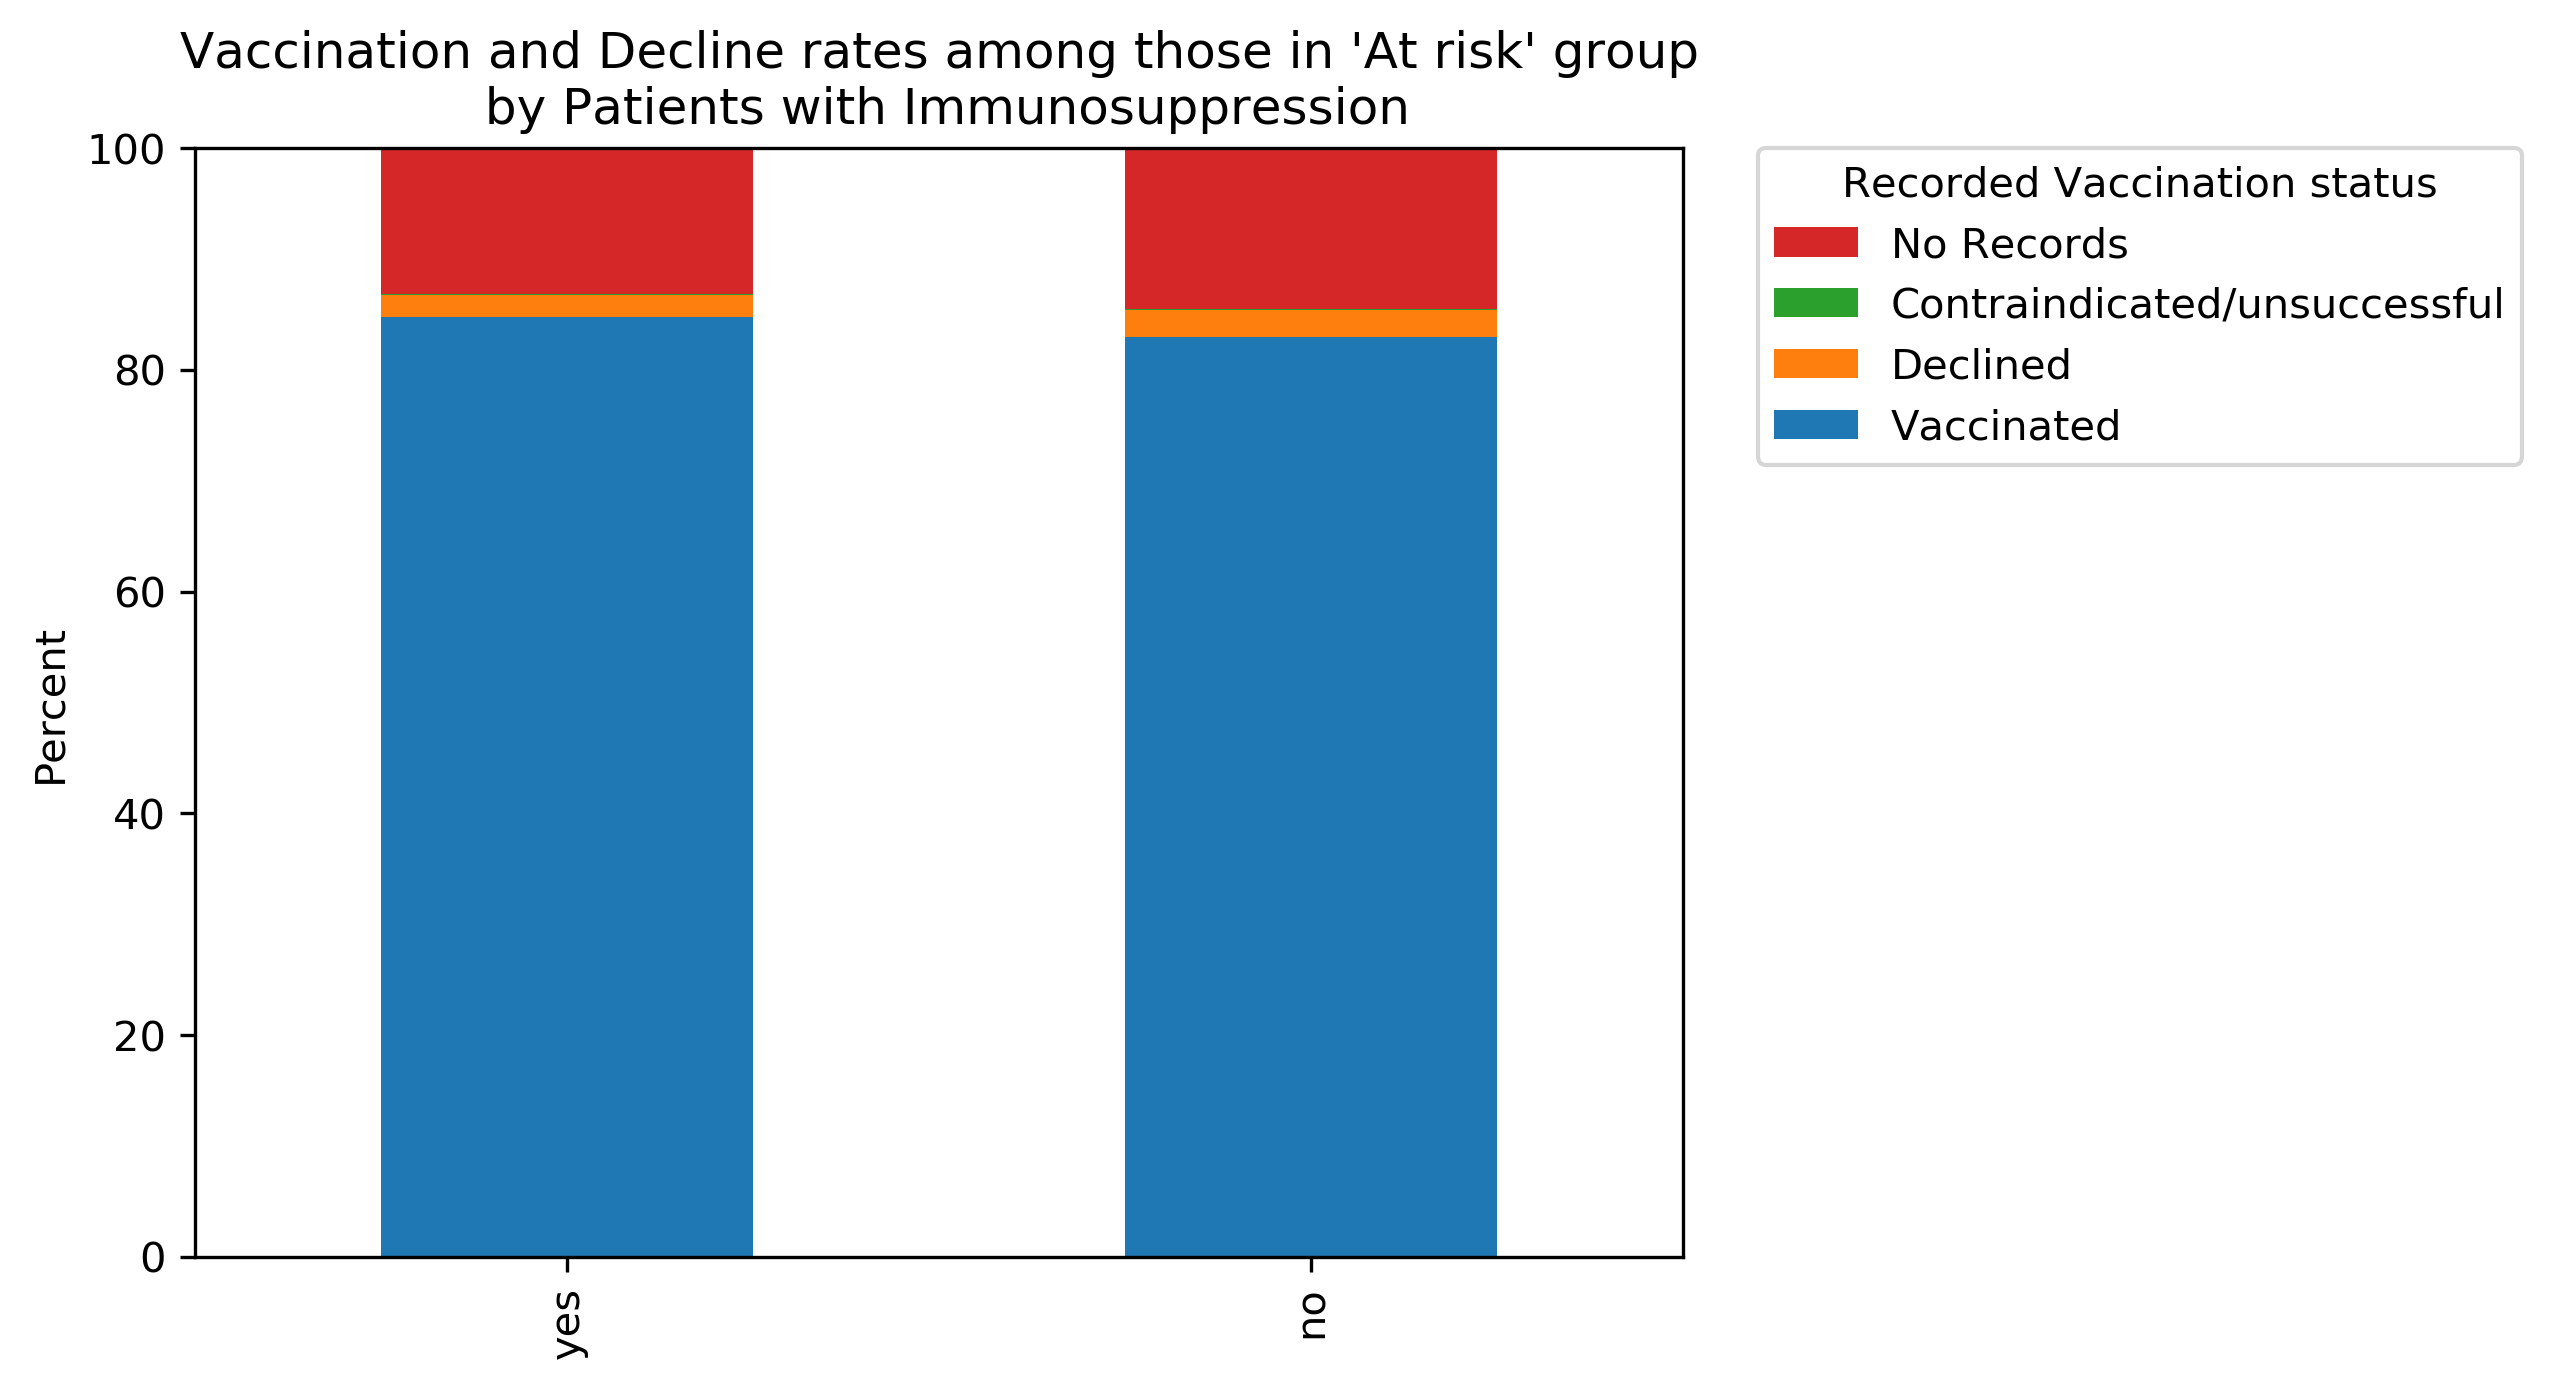 Vaccination and Decline rates among those in 'At risk' group
by Patients with Immunosuppression
100
80
60
40
20
0
Percent
yes
no
Recorded Vaccination status
No Records
Contraindicated/unsuccessful
Declined
Vaccinated